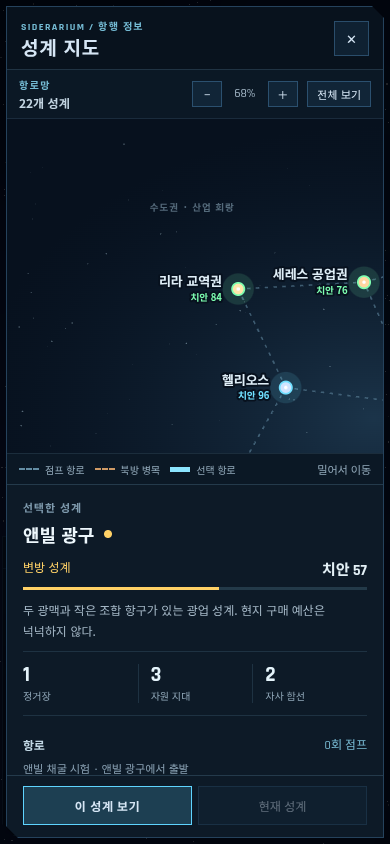 SIDERARIUM / 항행 정보
성계 지도
×
항로망
22개 성계
−
68%
+
전체 보기
수도권 · 산업 회랑
리라 교역권
치안 84
세레스 공업권
치안 76
헬리오스
치안 96
점프 항로
북방 병목
선택 항로
밀어서 이동
선택한 성계
앤빌 광구
변방 성계
치안 57
두 광맥과 작은 조합 항구가 있는 광업 성계. 현지 구매 예산은
넉넉하지 않다.
1
정거장
3
자원 지대
2
자사 함선
항로
0회 점프
앤빌 채굴 시험 · 앤빌 광구에서 출발
이 성계 보기
현재 성계